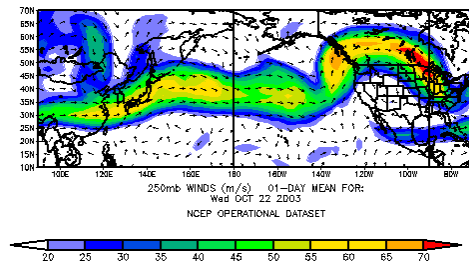 70N
65N
60N
55N
50N
45N
40N
35N
30N
25N
20N
15N
10N
100E 120E 140E 160E 180 160W 140W 120W 100W 80W
250mb WINDS (m/s) 01-DAY MEAN FOR:
Wed OCT 22 2003
NCEP OPERATIONAL DATASET
20 25 30 35 40 45 50 55 60 65 70